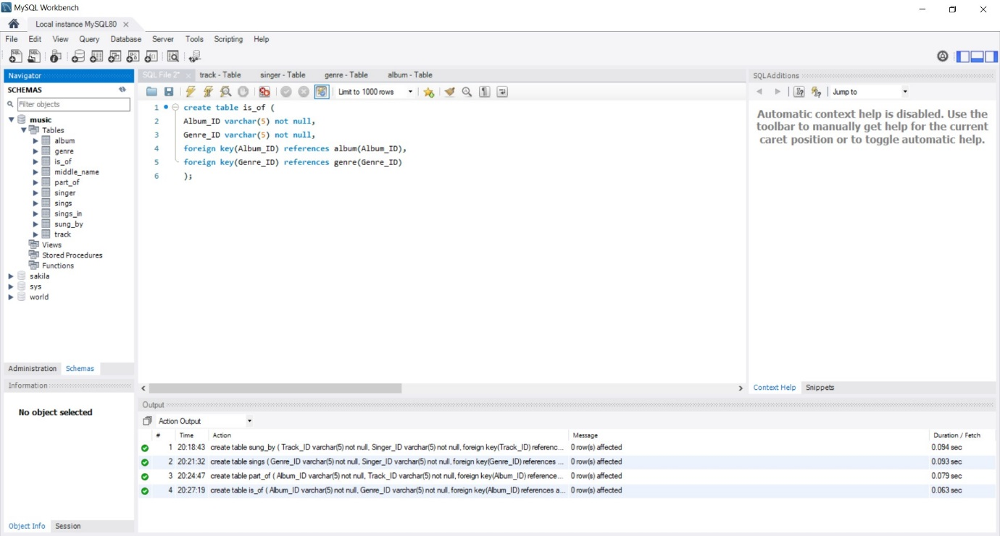 MySQL Workbench
Local instance MySQL80
File Edit View Query Database Server Tools Scripting Help
Navigator
SCHEMAS
Filter objects
music
Tables
album
genre
is_of
middle_name
part_of
singer
sings
sings_in
sung_by
track
Views
Stored Procedures
Functions
sakila
sys
world
Administration Schemas
Information
No object selected
Object Info Session
SQL File 2* track - Table singer - Table genre - Table album - Table
Limit to 1000 rows
1 create table is_of (
2 Album_ID varchar(5) not null,
3 Genre_ID varchar(5) not null,
4 foreign key(Album_ID) references album(Album_ID),
5 foreign key(Genre_ID) references genre(Genre_ID)
6 );
SQLAdditions
Jump to
Automatic context help is disabled. Use the
toolbar to manually get help for the current
caret position or to toggle automatic help.
Context Help Snippets
Output
Action Output
# Time Action Message Duration / Fetch
1 20:18:43 create table sung_by ( Track_ID varchar(5) not null, Singer_ID varchar(5) not null, foreign key(Track_ID) referenc... 0 row(s) affected 0.094 sec
2 20:21:32 create table sings ( Genre_ID varchar(5) not null, Singer_ID varchar(5) not null, foreign key(Genre_ID) references ... 0 row(s) affected 0.093 sec
3 20:24:47 create table part_of ( Album_ID varchar(5) not null, Track_ID varchar(5) not null, foreign key(Album_ID) reference... 0 row(s) affected 0.079 sec
4 20:27:19 create table is_of ( Album_ID varchar(5) not null, Genre_ID varchar(5) not null, foreign key(Album_ID) references a... 0 row(s) affected 0.063 sec